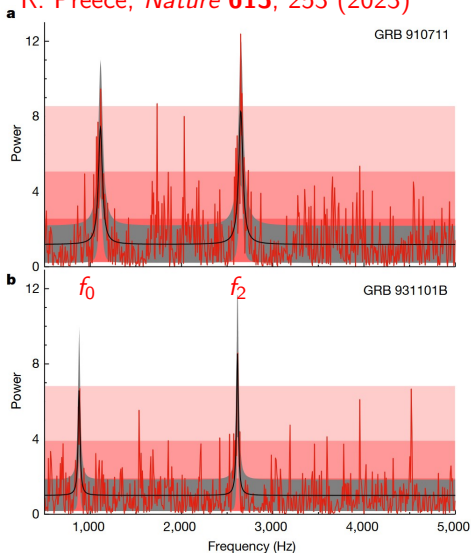 R. Preece, Nature 613, 253 (2023)
a
GRB 910711
12
8
4
0
Power
b
f0
f2
GRB 931101B
12
8
4
0
Power
1,000 2,000 3,000 4,000 5,000
Frequency (Hz)